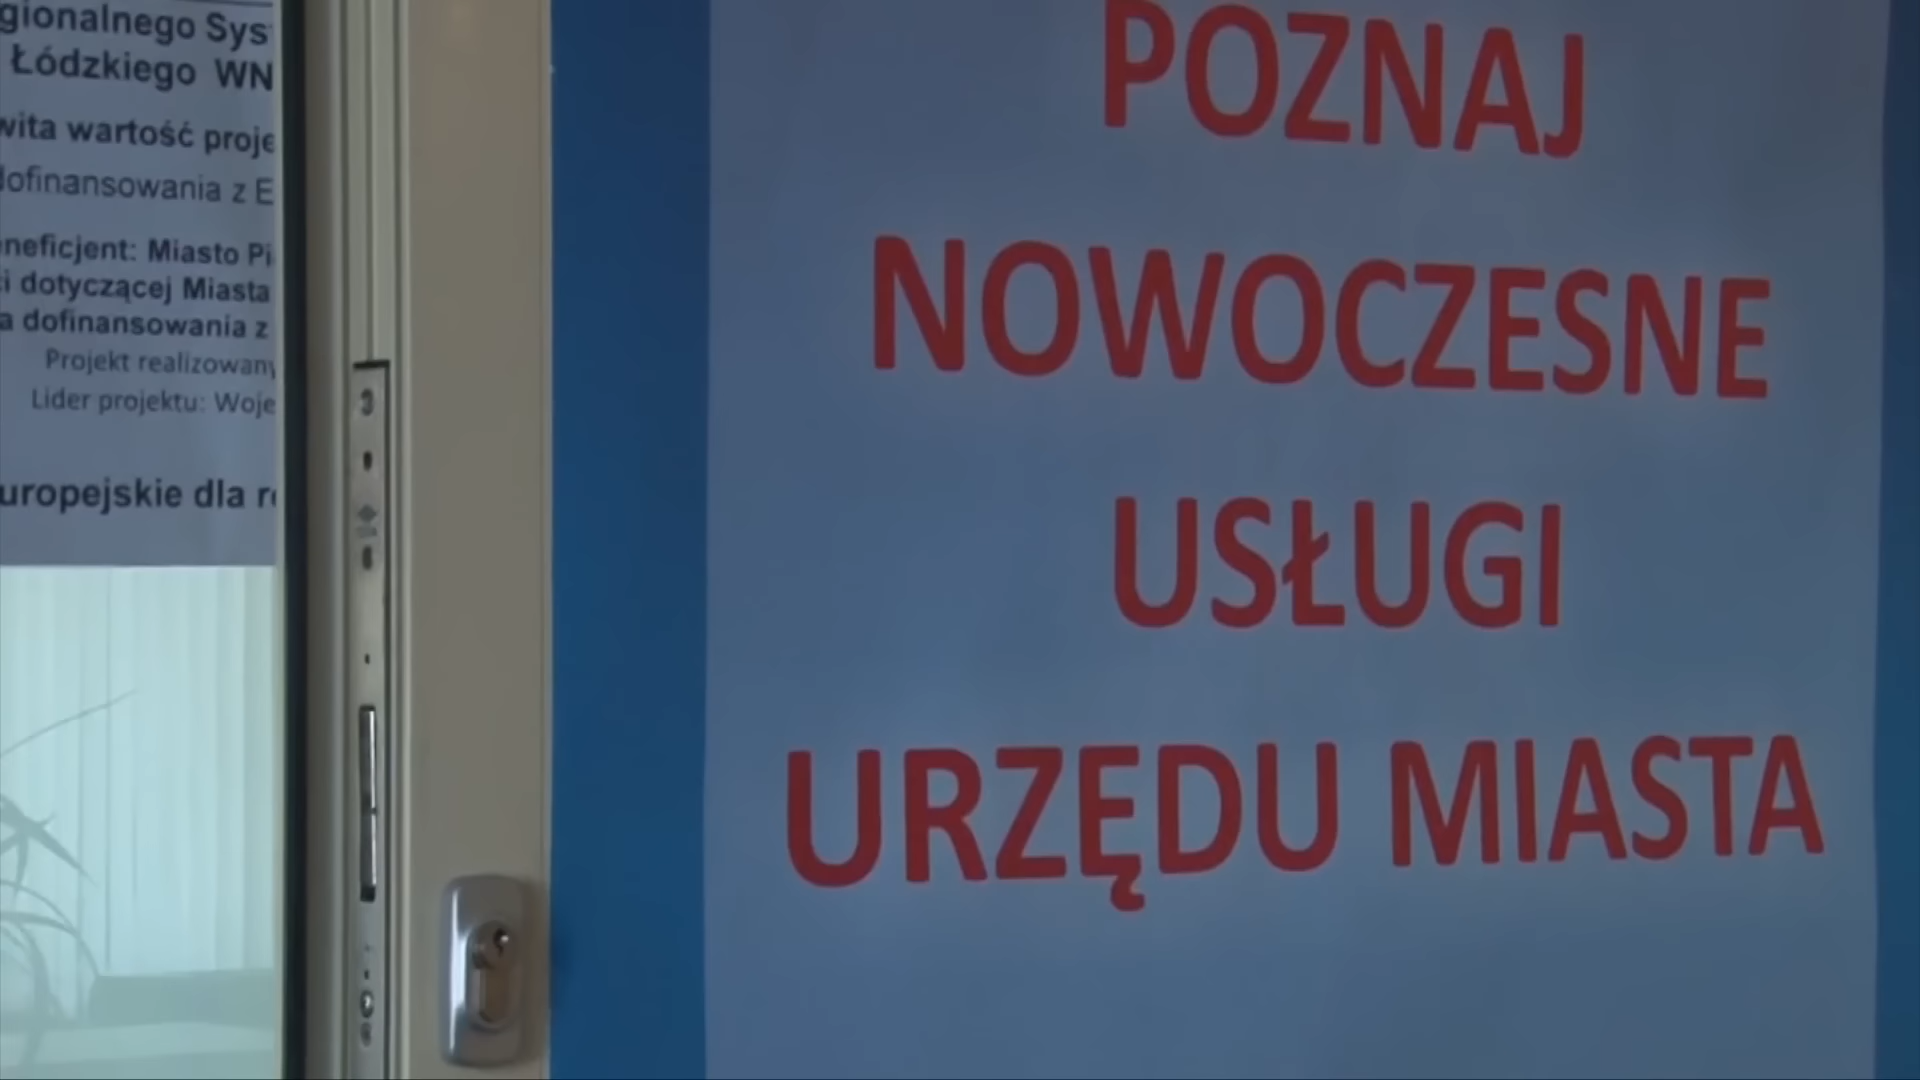 gionalnego Sys
Łódzkiego WN
wita wartość proje
dofinansowania z E
neficjent: Miasto Pi
i dotyczącej Miasta
a dofinansowania z
Projekt realizowany
Lider projektu: Woje
uropejskie dla r
POZNAJ
NOWOCZESNE
USŁUGI
URZĘDU MIASTA